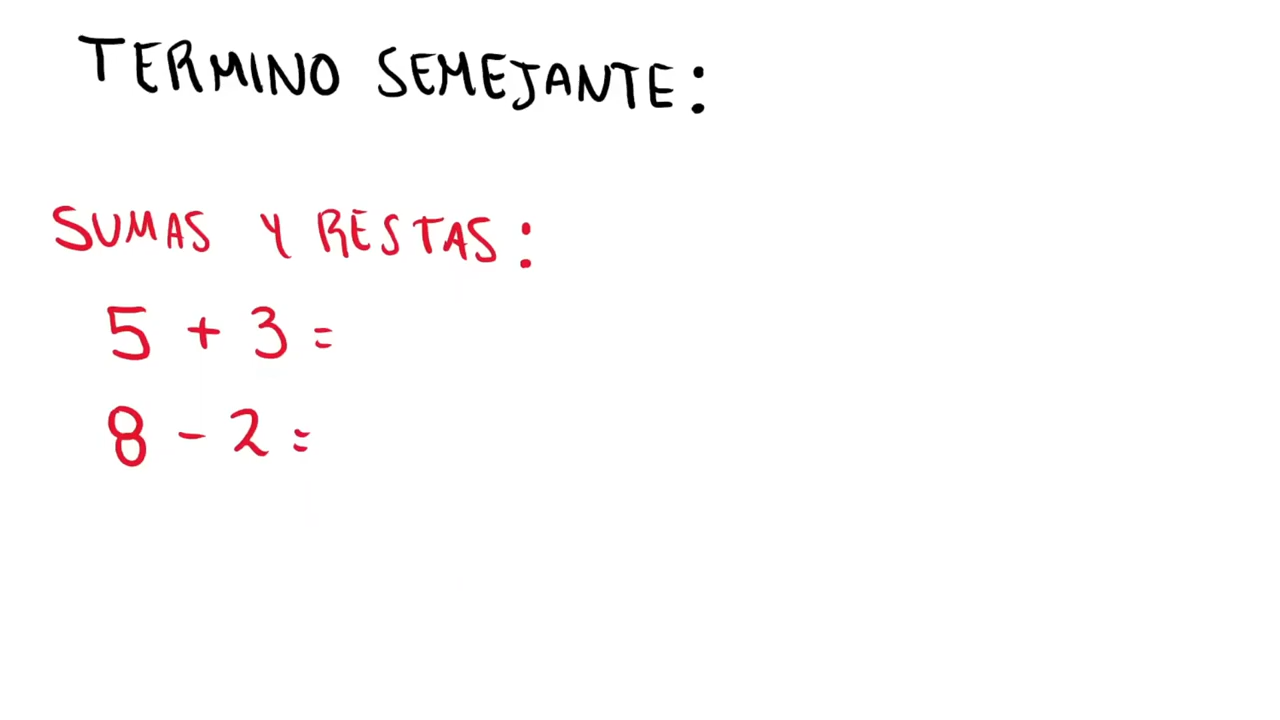 TERMINO SEMEJANTE:
SUMAS Y RESTAS:
5 + 3 =
8 - 2 =